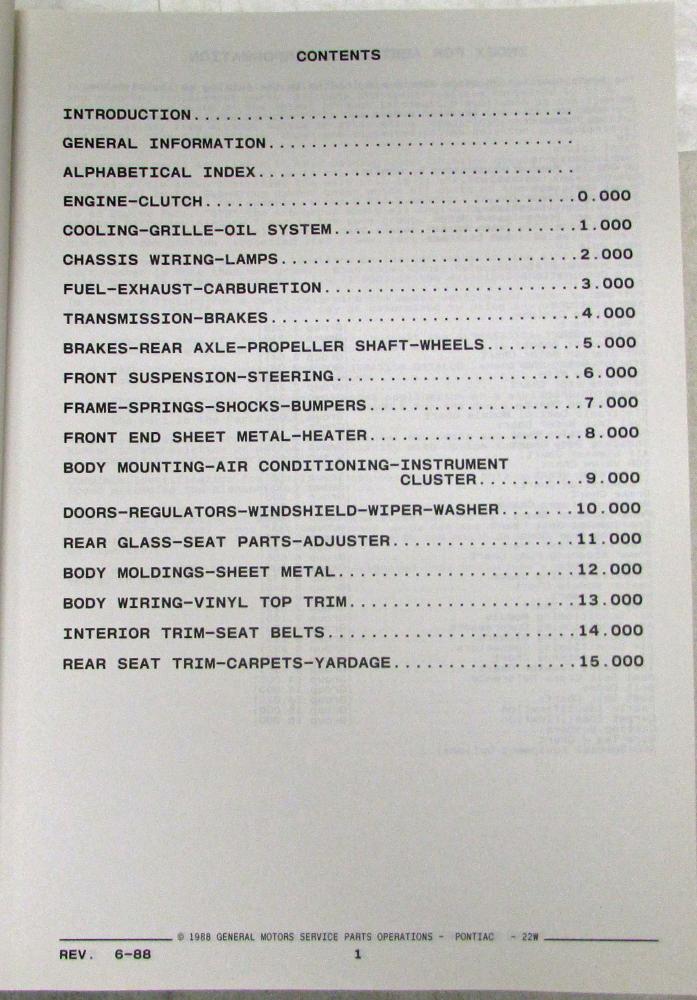 CONTENTS
INTRODUCTION...................................
GENERAL INFORMATION............................
ALPHABETICAL INDEX.............................
ENGINE-CLUTCH...................................0.000
COOLING-GRILLE-OIL SYSTEM.......................1.000
CHASSIS WIRING-LAMPS............................2.000
FUEL-EXHAUST-CARBURETION........................3.000
TRANSMISSION-BRAKES.............................4.000
BRAKES-REAR AXLE-PROPELLER SHAFT-WHEELS.........5.000
FRONT SUSPENSION-STEERING.......................6.000
FRAME-SPRINGS-SHOCKS-BUMPERS....................7.000
FRONT END SHEET METAL-HEATER....................8.000
BODY MOUNTING-AIR CONDITIONING-INSTRUMENT
CLUSTER..........9.000
DOORS-REGULATORS-WINDSHIELD-WIPER-WASHER.......10.000
REAR GLASS-SEAT PARTS-ADJUSTER.................11.000
BODY MOLDINGS-SHEET METAL......................12.000
BODY WIRING-VINYL TOP TRIM.....................13.000
INTERIOR TRIM-SEAT BELTS.......................14.000
REAR SEAT TRIM-CARPETS-YARDAGE.................15.000
© 1988 GENERAL MOTORS SERVICE PARTS OPERATIONS - PONTIAC - 22W
REV. 6-88 1